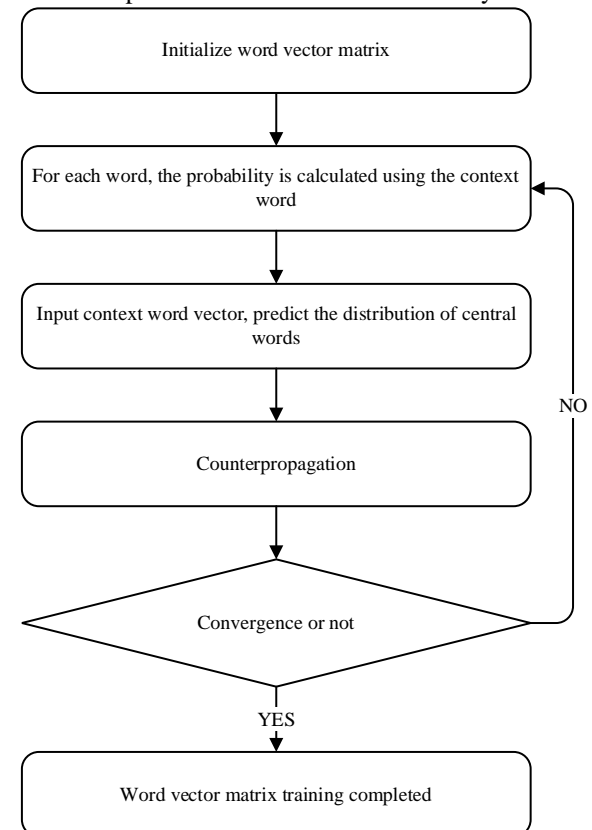 Initialize word vector matrix
For each word, the probability is calculated using the context
word
Input context word vector, predict the distribution of central
words
NO
Counterpropagation
Convergence or not
YES
Word vector matrix training completed